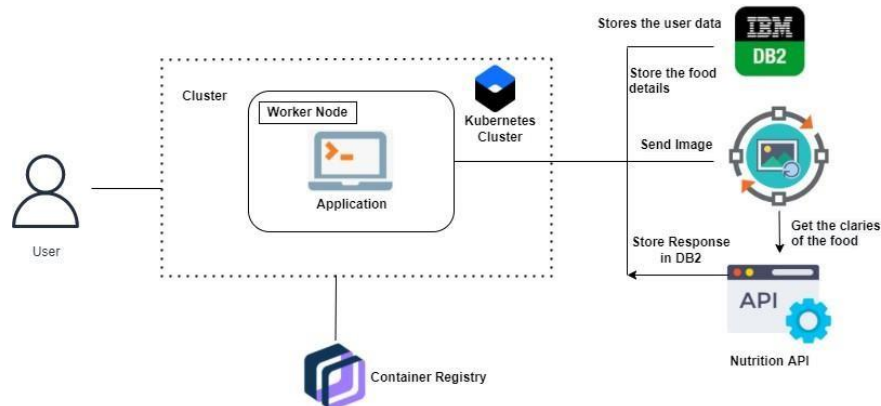 Stores the user data
IBM
DB2
Store the food
details
Cluster
Worker Node
Kubernetes
Cluster
Application
Send Image
User
Get the claries
of the food
Store Response
in DB2
API
Nutrition API
Container Registry